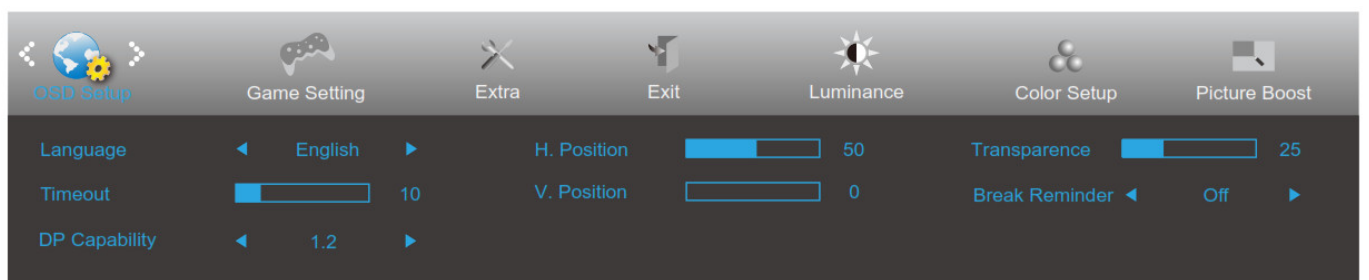 OSD Setup Game Setting Extra Exit Luminance Color Setup Picture Boost
Language English H. Position 50 Transparence 25
Timeout 10 V. Position 0 Break Reminder Off
DP Capability 1.2